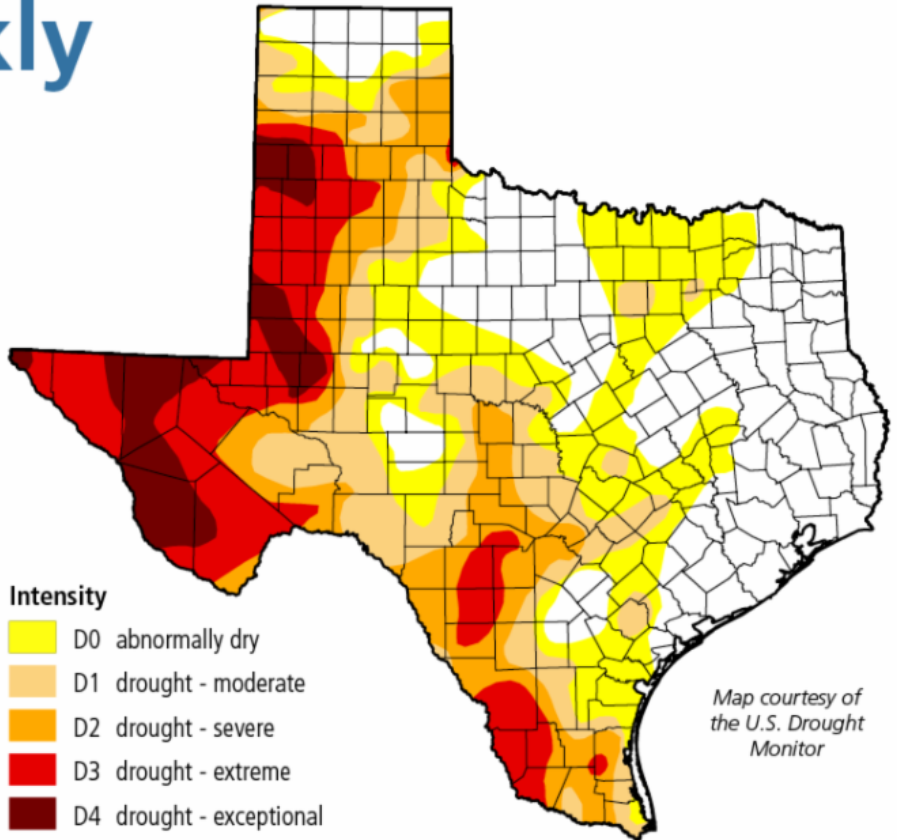 kly
Intensity
D0 abnormally dry
D1 drought - moderate
D2 drought - severe
D3 drought - extreme
D4 drought - exceptional
Map courtesy of
the U.S. Drought
Monitor